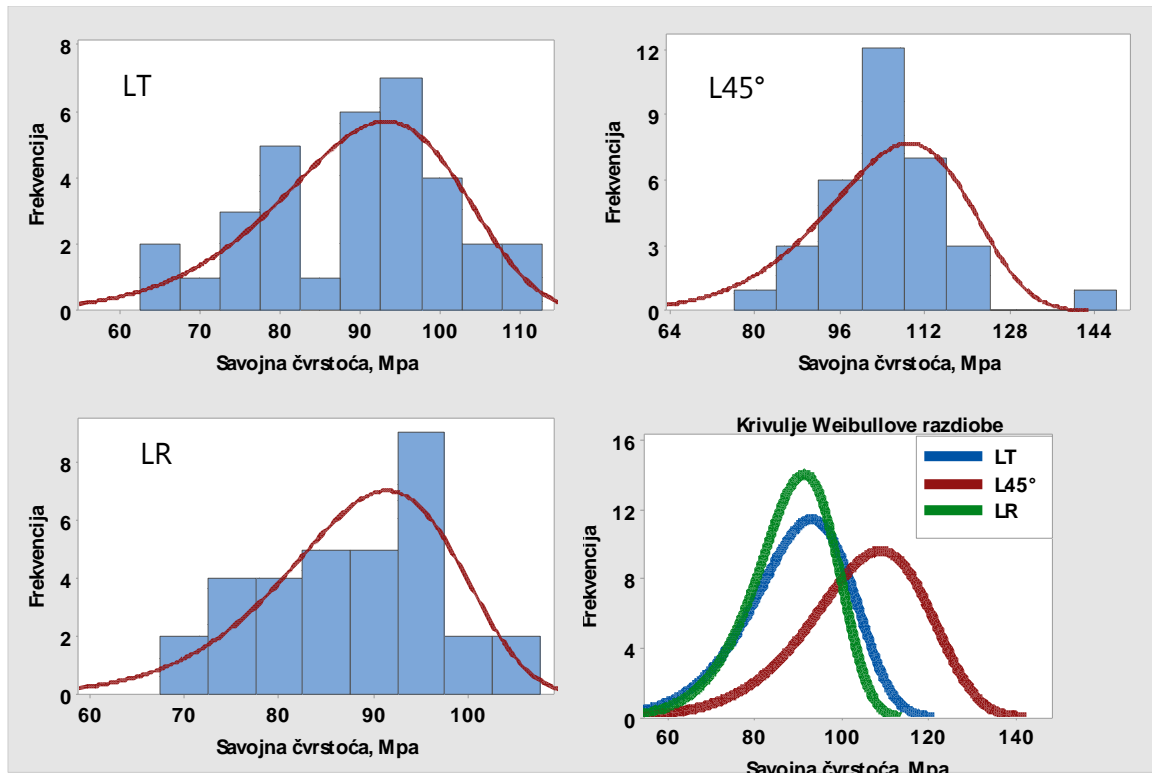 8
6
4
2
0
Frekvencija
LT
60 70 80 90 100 110
Savojna čvrstoća, Mpa
12
9
6
3
0
Frekvencija
L45°
64 80 96 112 128 144
Savojna čvrstoća, Mpa
8
6
4
2
0
Frekvencija
LR
60 70 80 90 100
Savojna čvrstoća, Mpa
Krivulje Weibullove razdiobe
16
12
8
4
0
Frekvencija
LT
L45°
LR
60 80 100 120 140
Savojna čvrstoća, Mpa